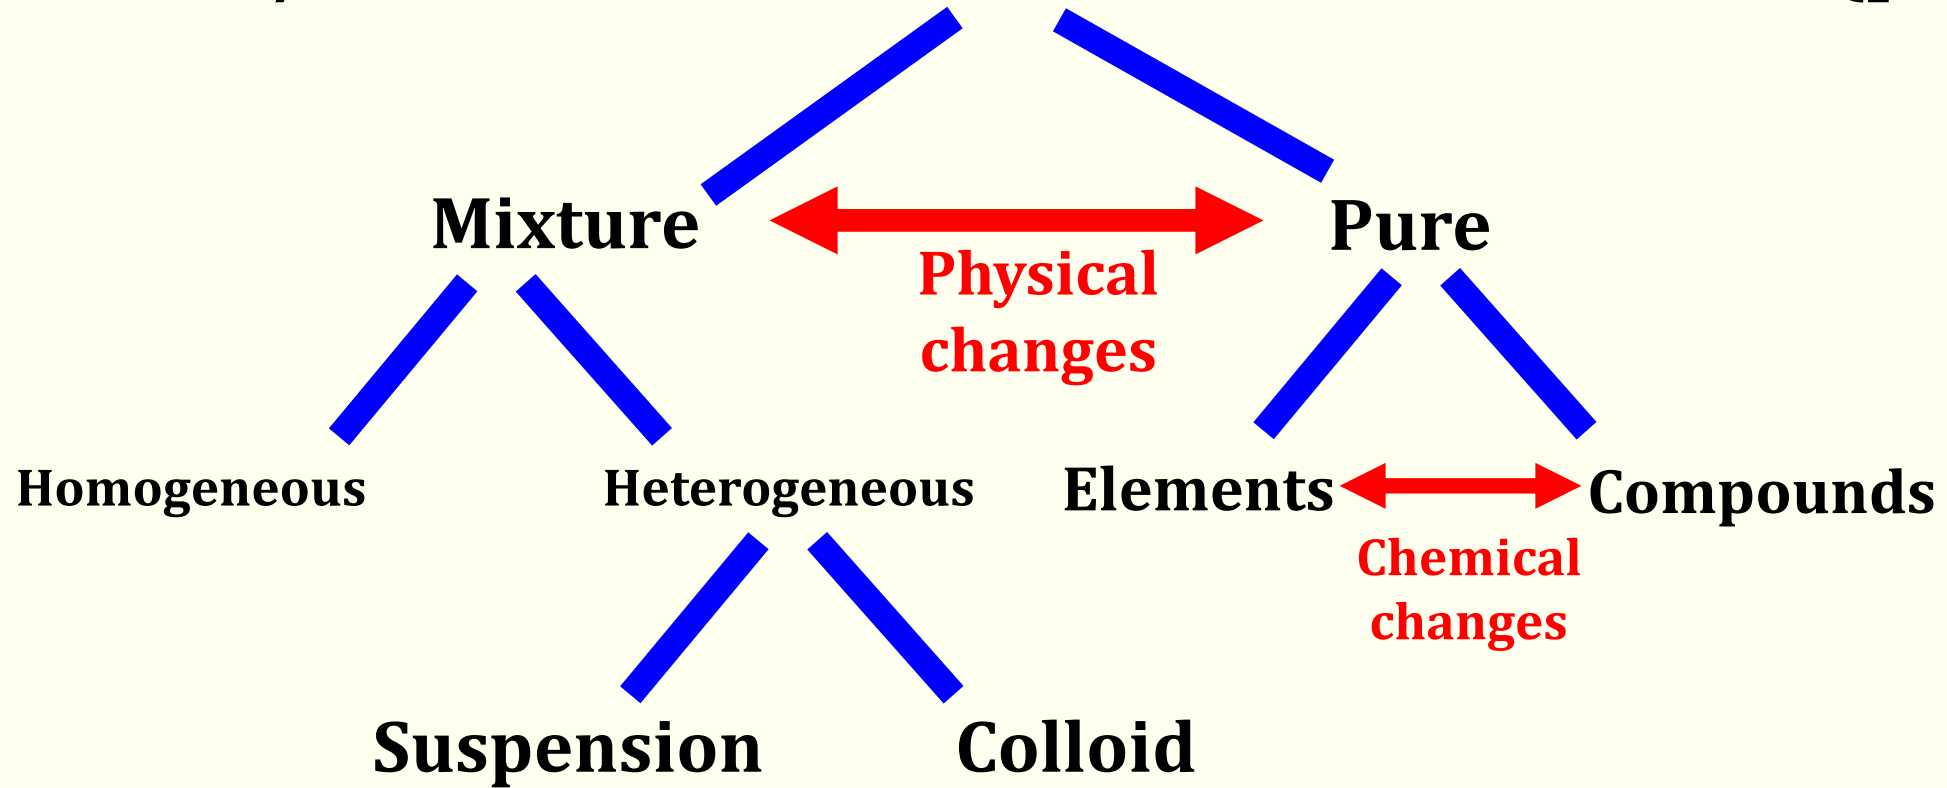 Mixture
Pure
Physical
changes
Homogeneous
Heterogeneous
Elements
Compounds
Chemical
changes
Suspension
Colloid